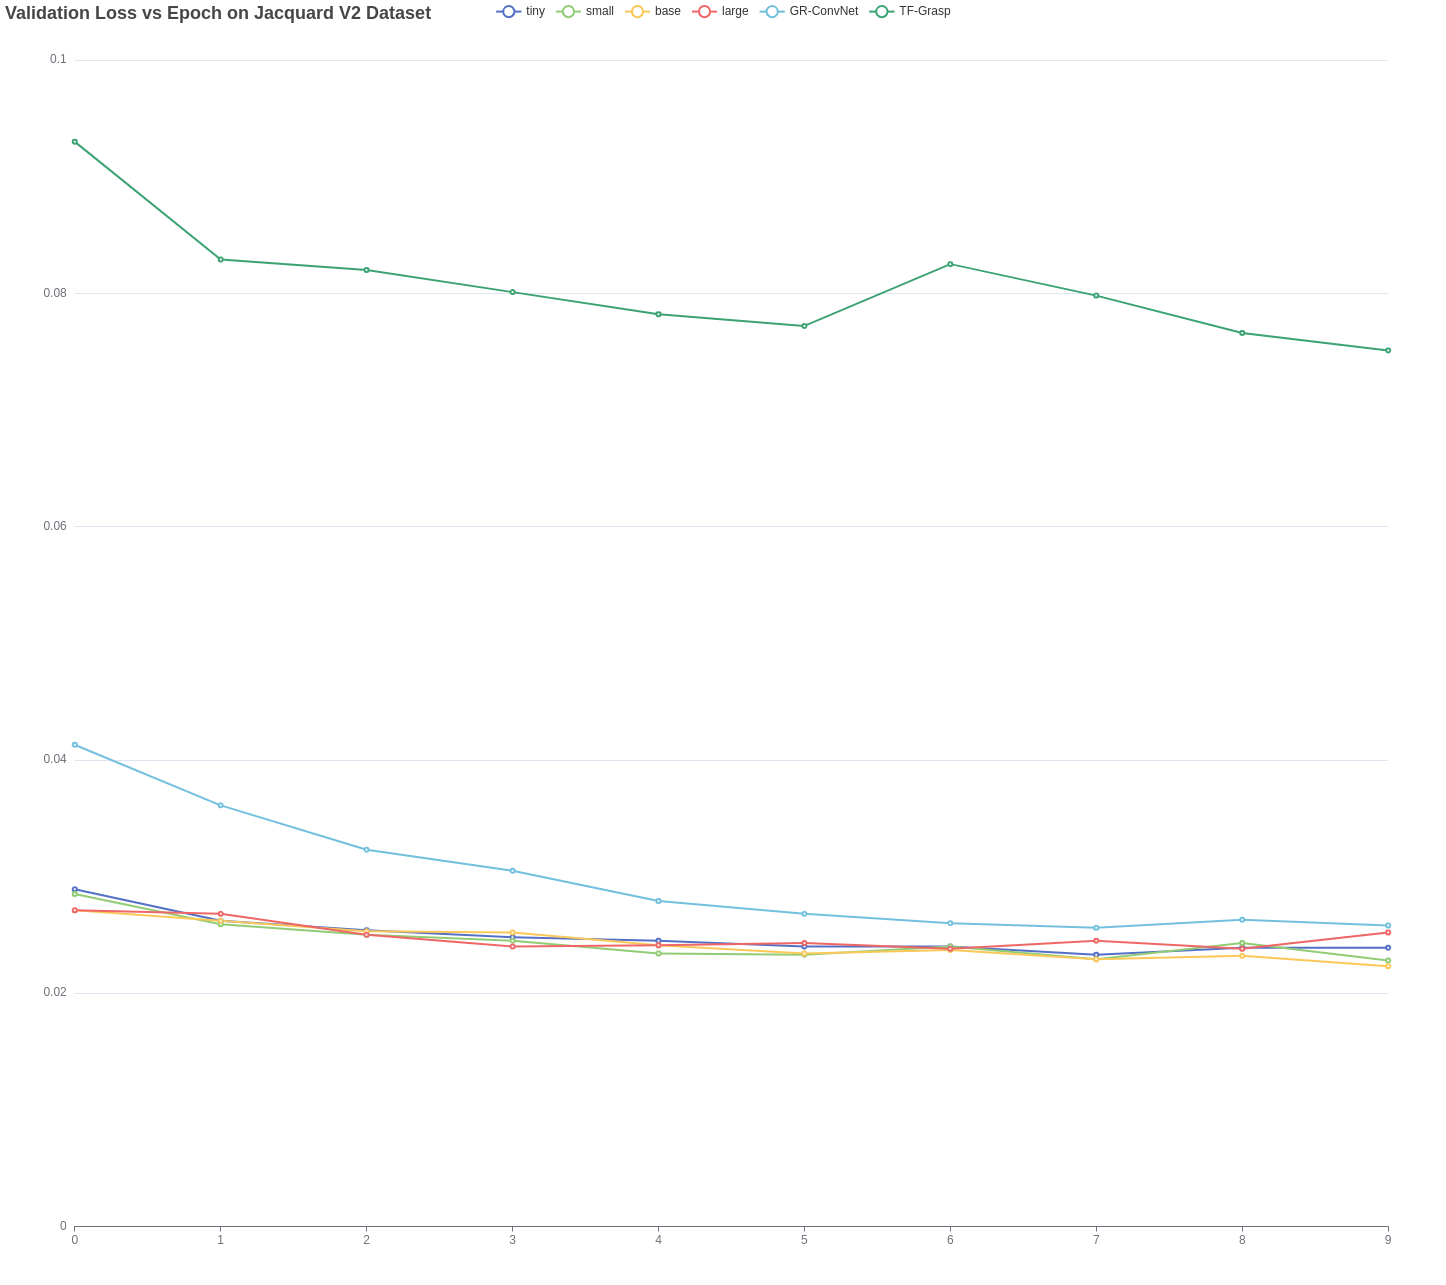 Validation Loss vs Epoch on Jacquard V2 Dataset
tiny small base large GR-ConvNet TF-Grasp
0.1
0.08
0.06
0.04
0.02
0
0 1 2 3 4 5 6 7 8 9